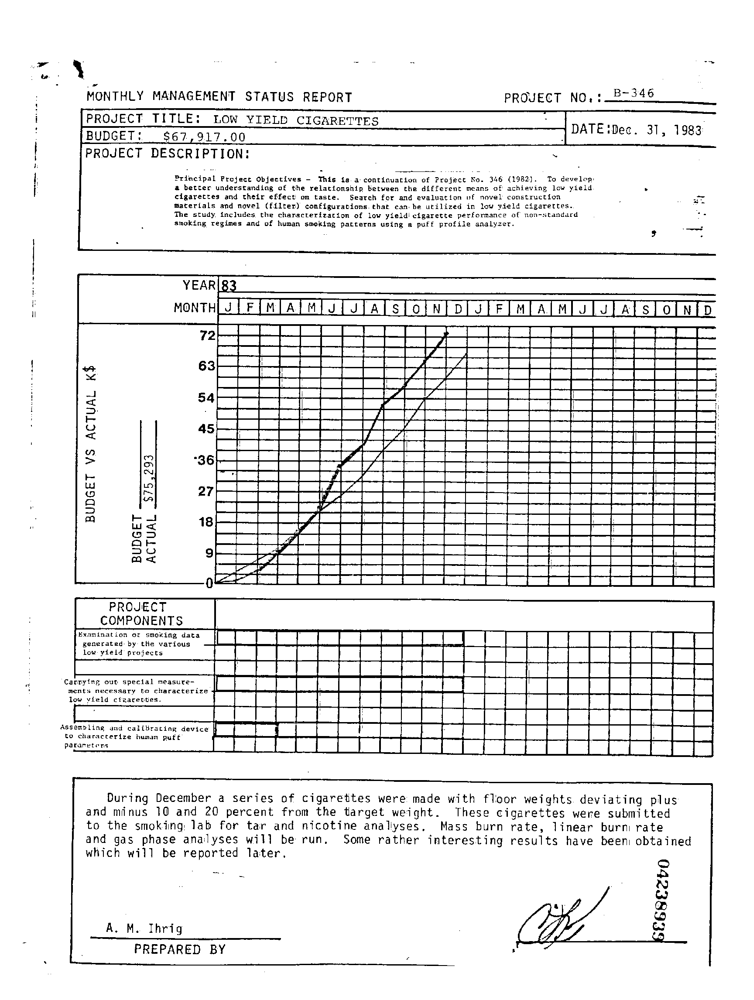 MONTHLY MANAGEMENT STATUS REPORT PROJECT NO.: B-346
PROJECT TITLE: LOW YIELD CIGARETTES
BUDGET: $67,917.00 DATE:Dec. 31, 1983
PROJECT DESCRIPTION:
Principal Project Objectives - This is a continuation of Project No. 346 (1982). To develop
a better understanding of the relationship between the different means of achieving low yield
cigarettes and their effect on taste. Search for and evaluation of novel construction
materials and novel (filter) configurations that can be utilized in low yield cigarettes.
The study includes the characterization of low yield cigarette performance of non-standard
smoking regimes and of human smoking patterns using a puff profile analyzer.
YEAR 83
MONTH J F M A M J J A S O N D J F M A M J J A S O N D
72
63
54
45
36
27
18
9
0
BUDGET VS ACTUAL K$
BUDGET
ACTUAL $75,293
PROJECT
COMPONENTS
Examination or smoking data
generated by the various
low yield projects
Carrying out special measure-
ments necessary to characterize
low yield cigarettes.
Assembling and calibrating device
to characterize human puff
parameters
During December a series of cigarettes were made with floor weights deviating plus
and minus 10 and 20 percent from the target weight. These cigarettes were submitted
to the smoking lab for tar and nicotine analyses. Mass burn rate, linear burn rate
and gas phase analyses will be run. Some rather interesting results have been obtained
which will be reported later.
A. M. Ihrig
PREPARED BY
04238939